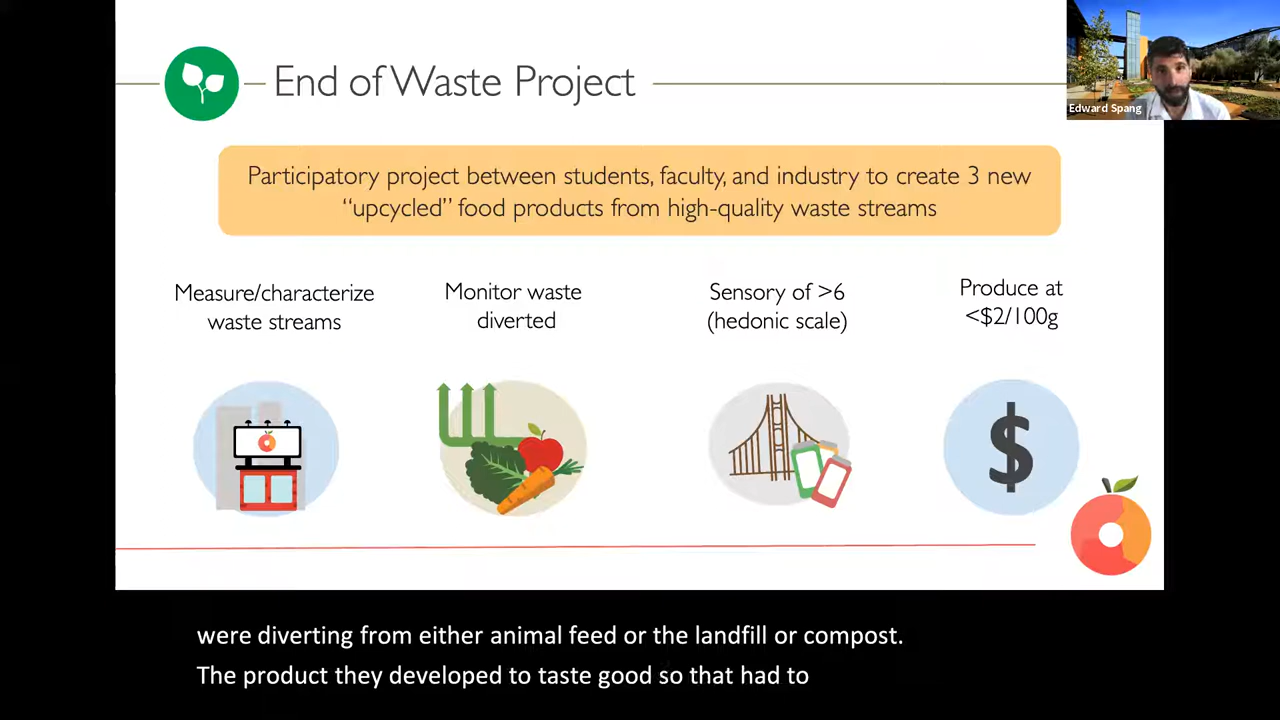 End of Waste Project
Edward Spang
Participatory project between students, faculty, and industry to create 3 new
“upcycled” food products from high-quality waste streams
Measure/characterize
waste streams
Monitor waste
diverted
Sensory of >6
(hedonic scale)
Produce at
<$2/100g
$
were diverting from either animal feed or the landfill or compost.
The product they developed to taste good so that had to